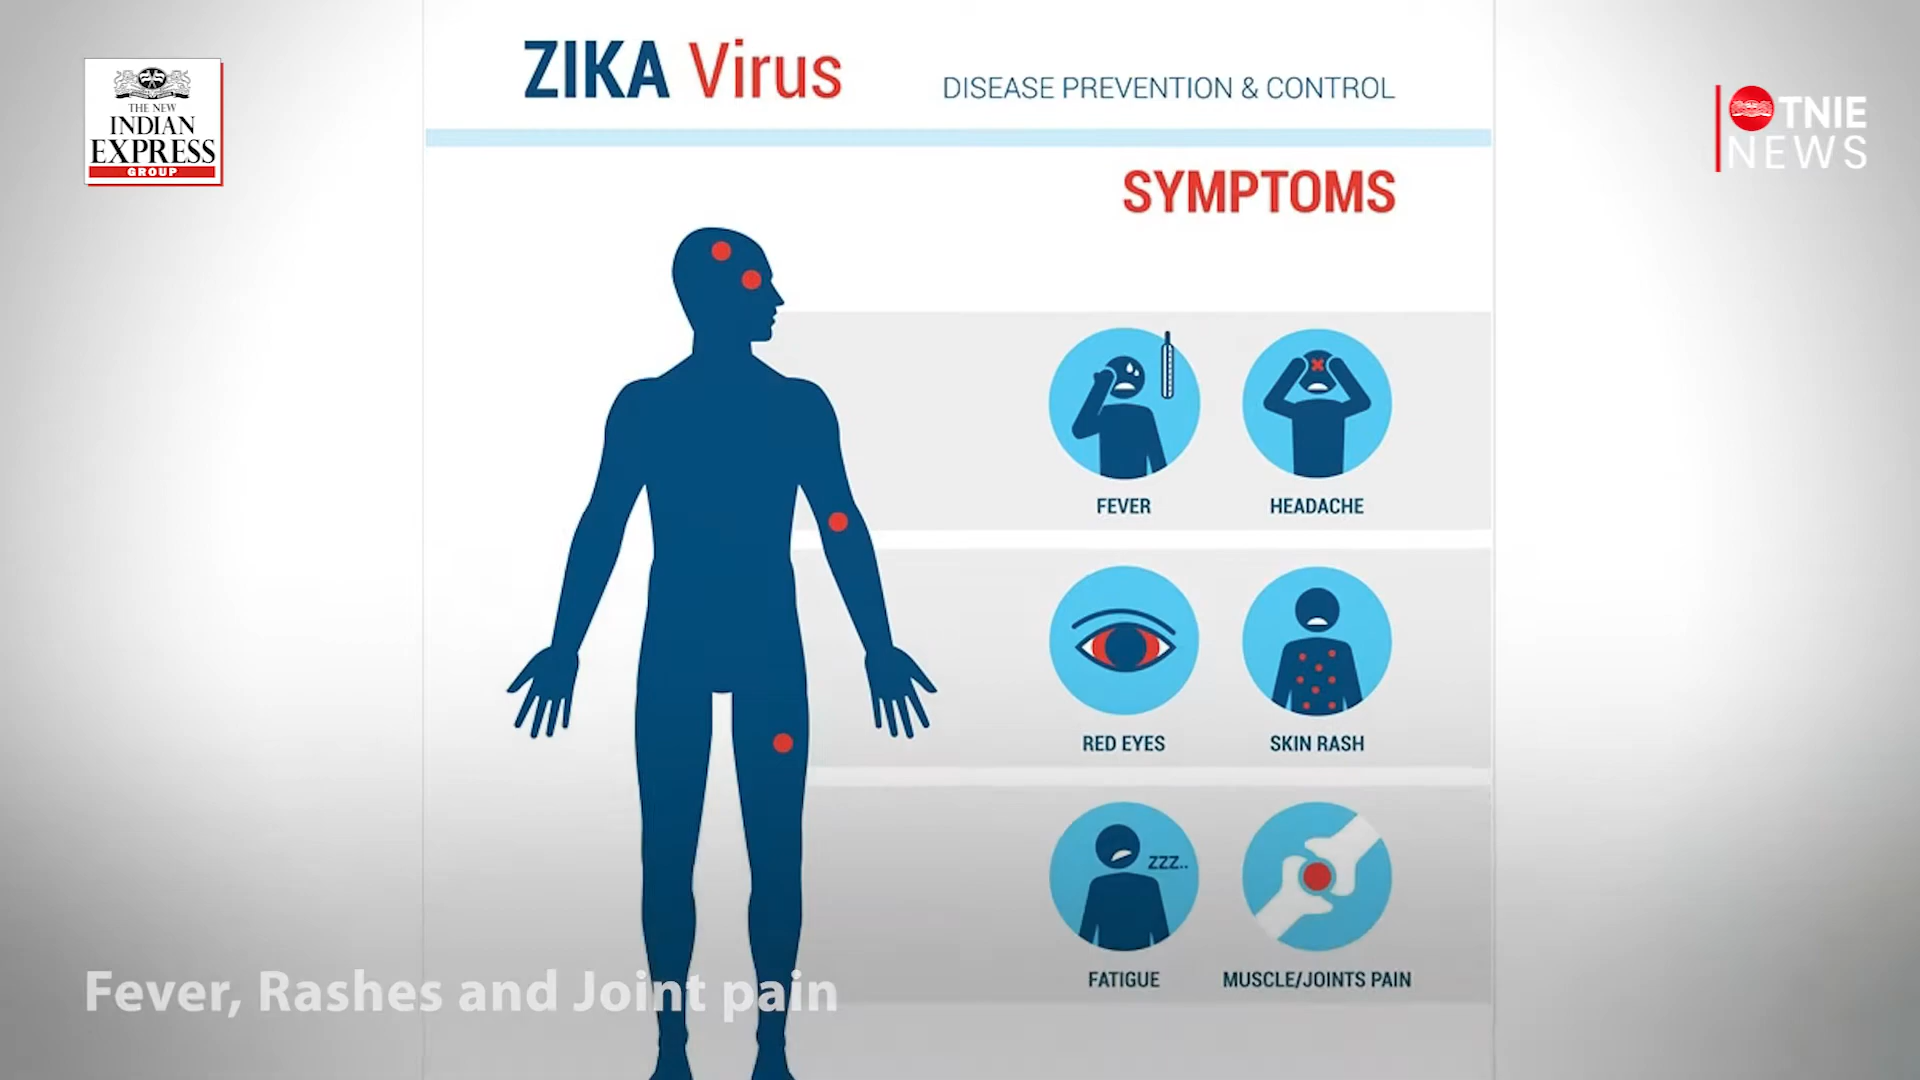 ZIKA Virus
DISEASE PREVENTION & CONTROL
THE NEW
INDIAN
EXPRESS
GROUP
TNIE
NEWS
SYMPTOMS
FEVER
HEADACHE
RED EYES
SKIN RASH
ZZZ..
FATIGUE
MUSCLE/JOINTS PAIN
Fever, Rashes and Joint pain